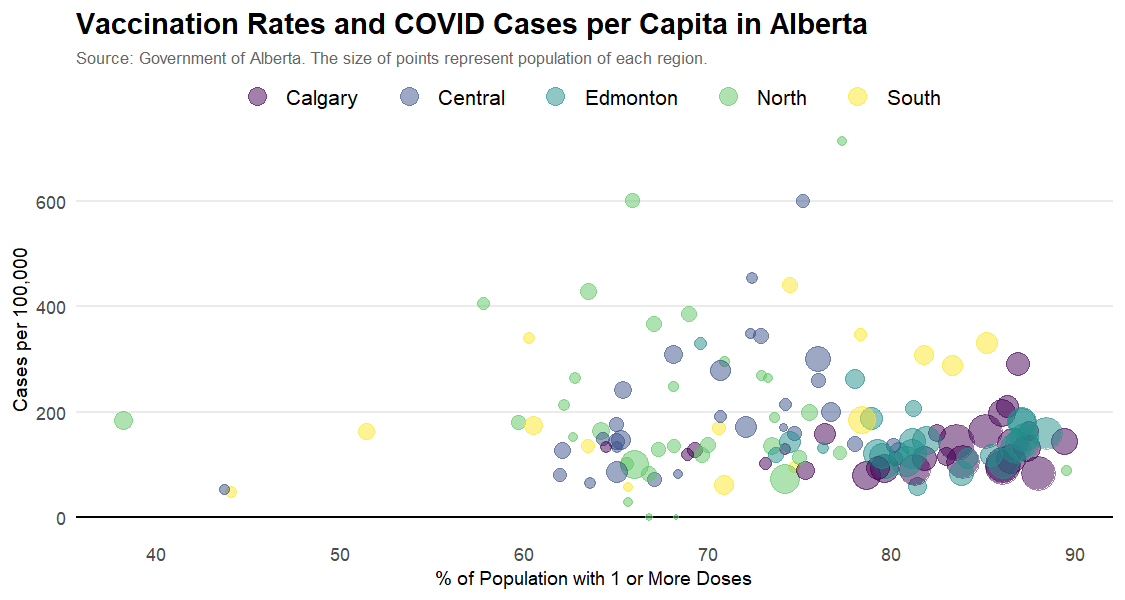 Vaccination Rates and COVID Cases per Capita in Alberta
Source: Government of Alberta. The size of points represent population of each region.
Calgary Central Edmonton North South
Cases per 100,000
600
400
200
0
40 50 60 70 80 90
% of Population with 1 or More Doses